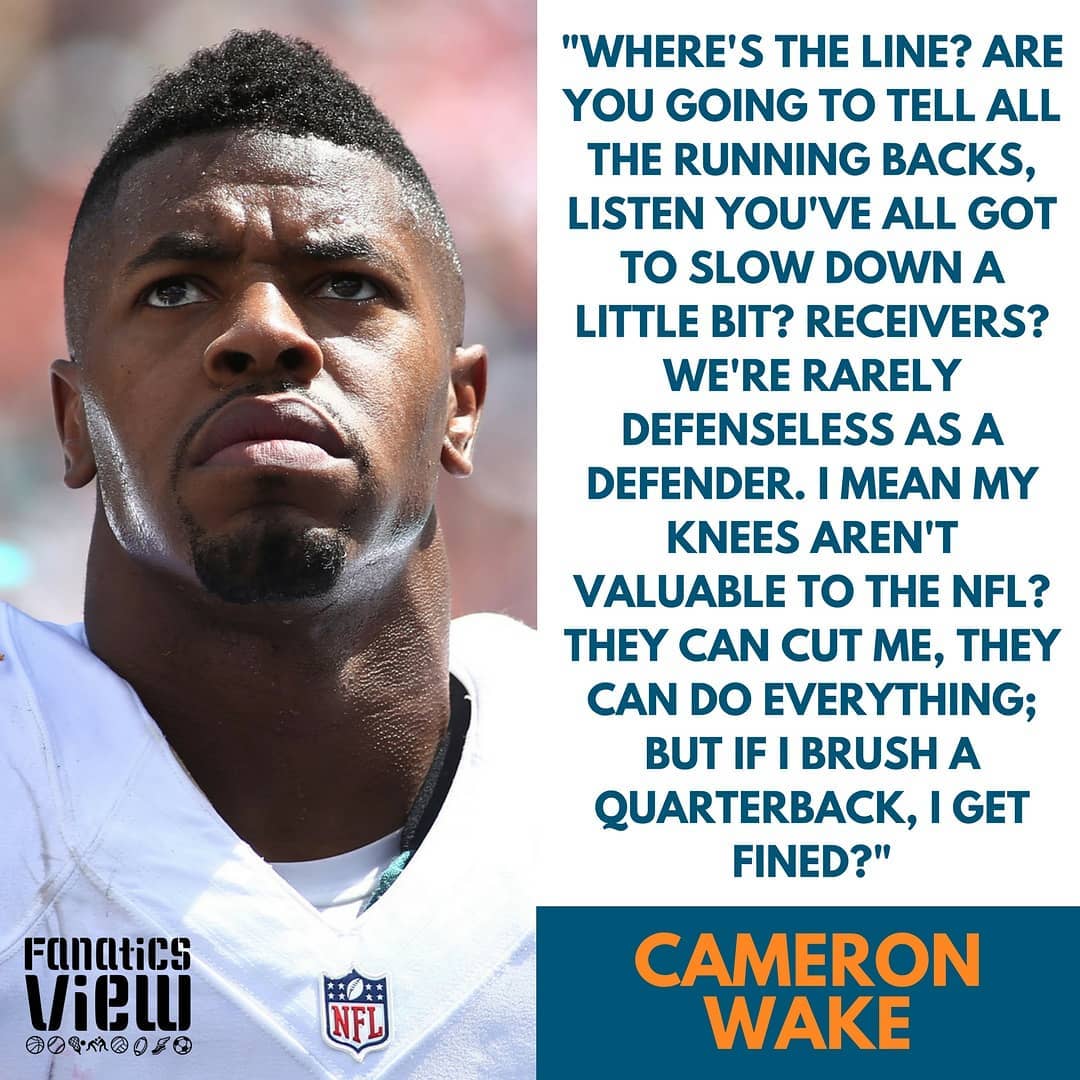 "WHERE'S THE LINE? ARE
YOU GOING TO TELL ALL
THE RUNNING BACKS,
LISTEN YOU'VE ALL GOT
TO SLOW DOWN A
LITTLE BIT? RECEIVERS?
WE'RE RARELY
DEFENSELESS AS A
DEFENDER. I MEAN MY
KNEES AREN'T
VALUABLE TO THE NFL?
THEY CAN CUT ME, THEY
CAN DO EVERYTHING;
BUT IF I BRUSH A
QUARTERBACK, I GET
FINED?"
CAMERON
WAKE
Fanatics
View
NFL